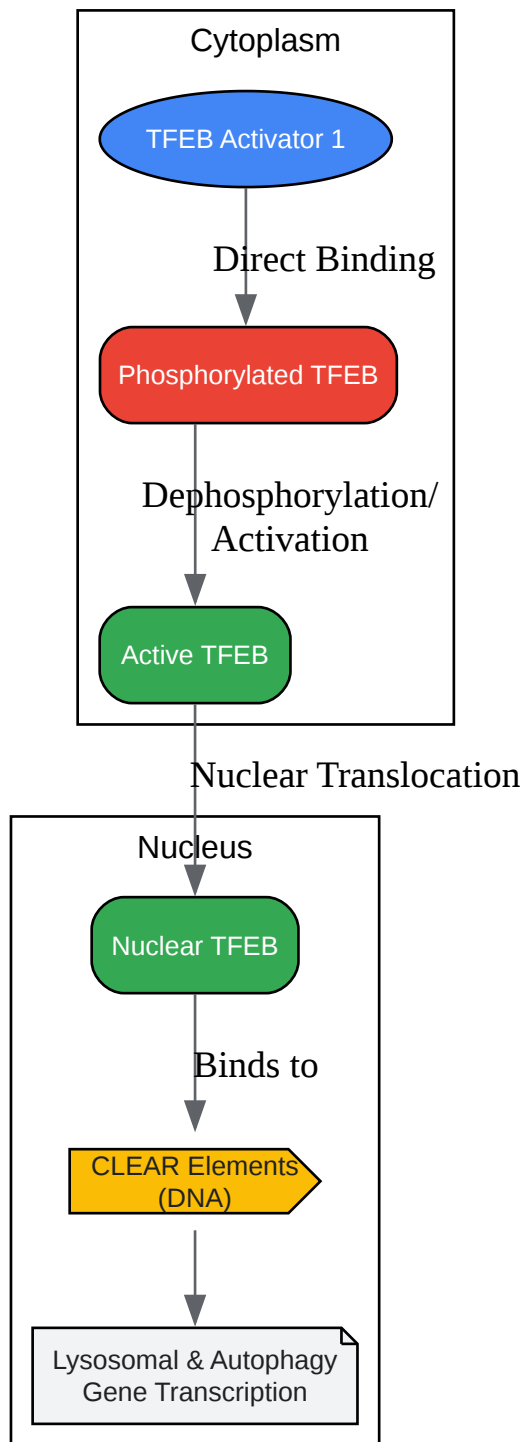 Cytoplasm
TFEB Activator 1
Direct Binding
Phosphorylated TFEB
Dephosphorylation/
Activation
Active TFEB
Nuclear Translocation
Nucleus
Nuclear TFEB
Binds to
CLEAR Elements
(DNA)
Lysosomal & Autophagy
Gene Transcription